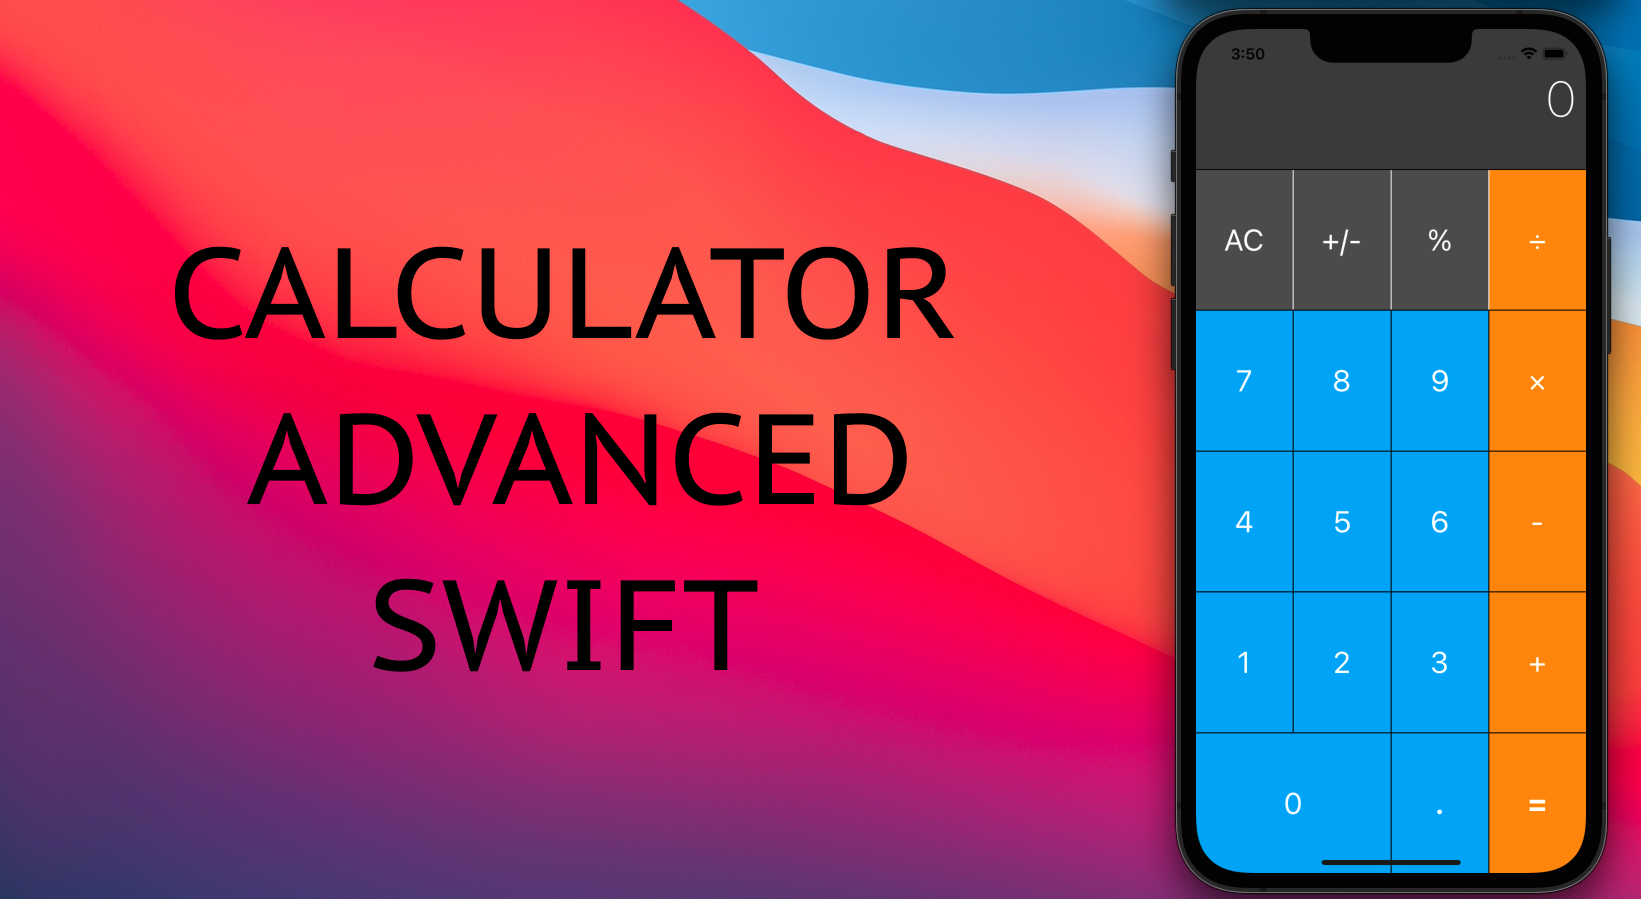 CALCULATOR
ADVANCED
SWIFT
3:50
0
AC +/- % ÷
7 8 9 ×
4 5 6 -
1 2 3 +
0 . =